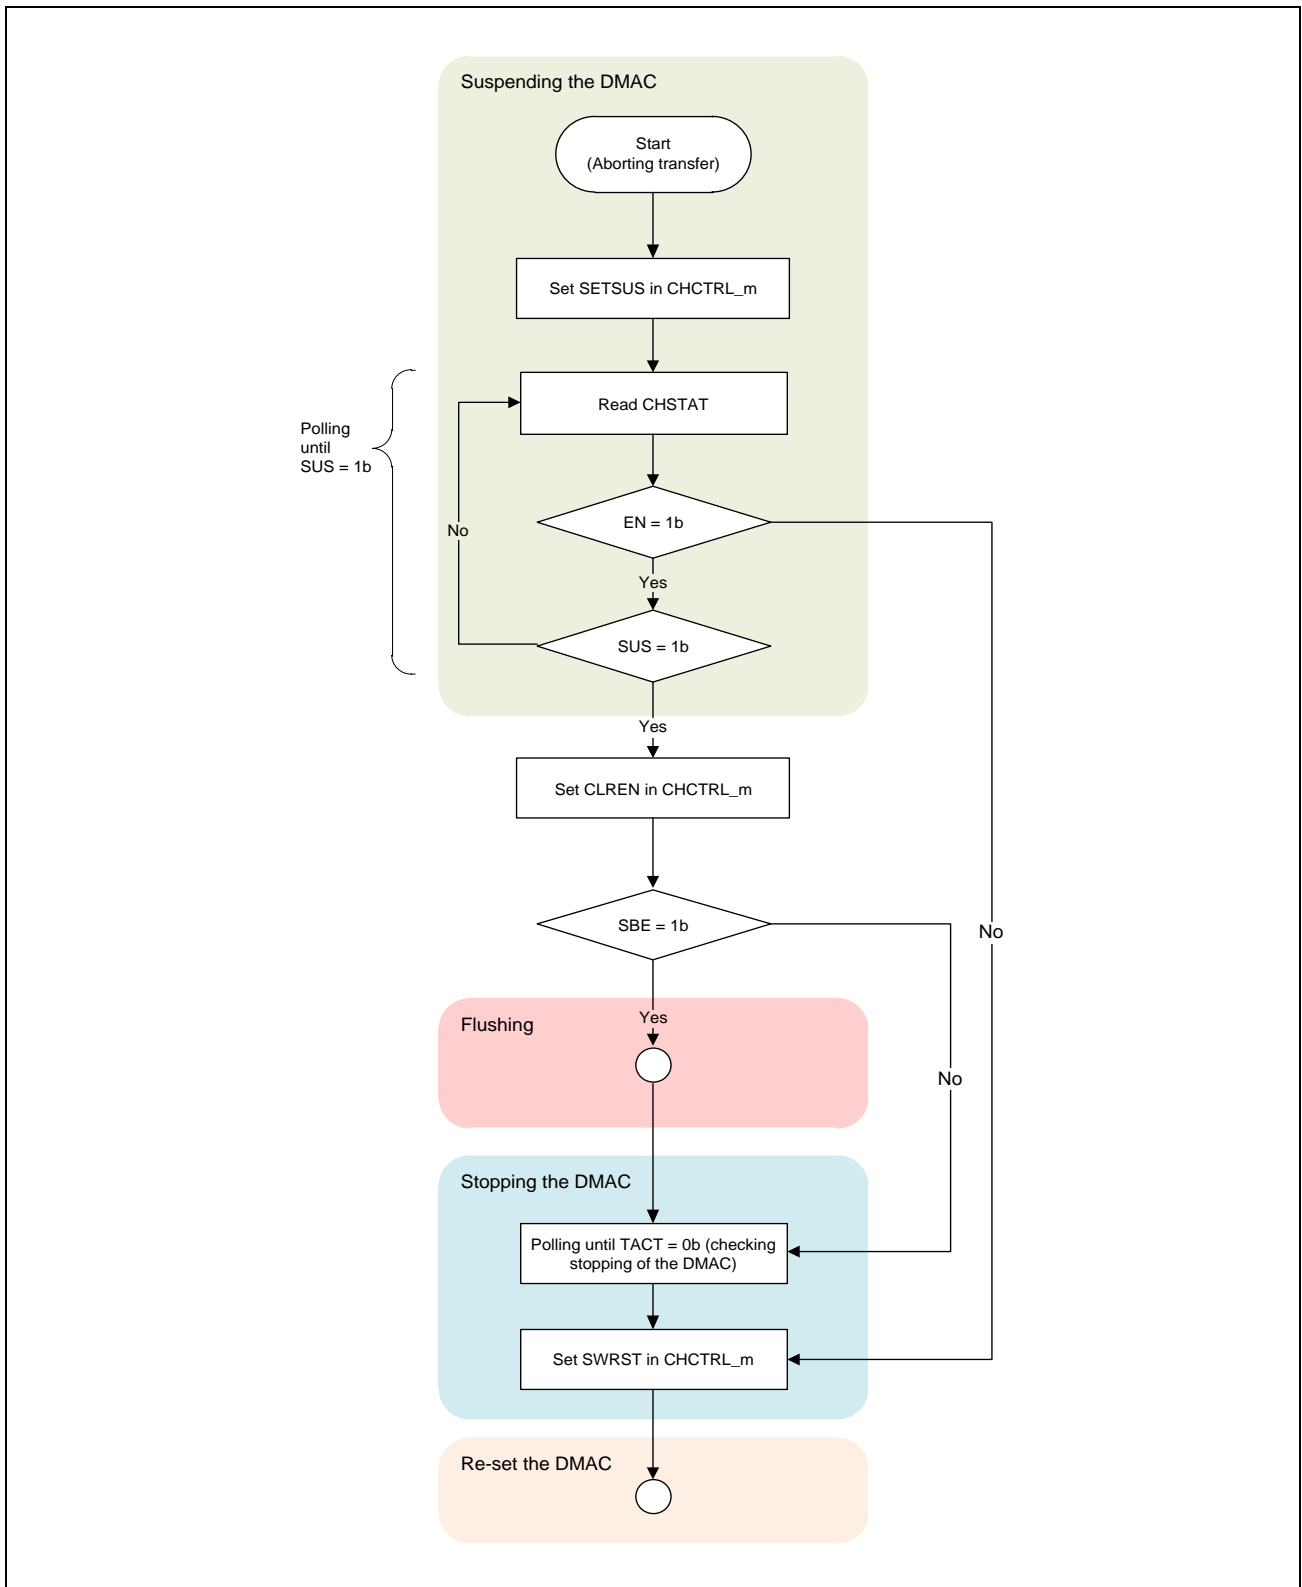 Suspending the DMAC
Start
(Aborting transfer)
Set SETSUS in CHCTRL_m
Read CHSTAT
Polling
until
SUS = 1b
EN = 1b
No
Yes
SUS = 1b
Yes
Set CLREN in CHCTRL_m
SBE = 1b
No
Flushing
Yes
No
Stopping the DMAC
Polling until TACT = 0b (checking
stopping of the DMAC)
Set SWRST in CHCTRL_m
Re-set the DMAC